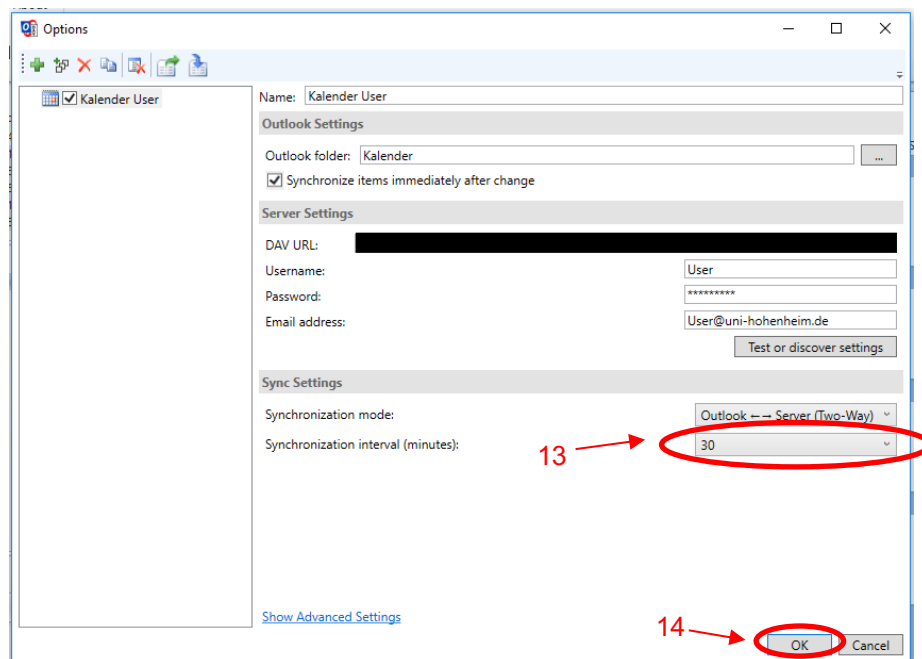 Options
Kalender User
Name: Kalender User
Outlook Settings
Outlook folder: Kalender ...
Synchronize items immediately after change
Server Settings
DAV URL:
Username: User
Password: *********
Email address: User@uni-hohenheim.de
Test or discover settings
Sync Settings
Synchronization mode: Outlook ←→ Server (Two-Way)
Synchronization interval (minutes): 30
13
Show Advanced Settings
14
OK Cancel